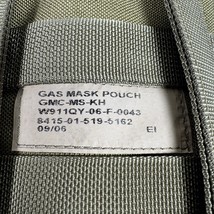 GAS MASK POUCH
GMC-MS-KH
W911QY-06-F-0043
8415-01-519-5162
09/06 EI